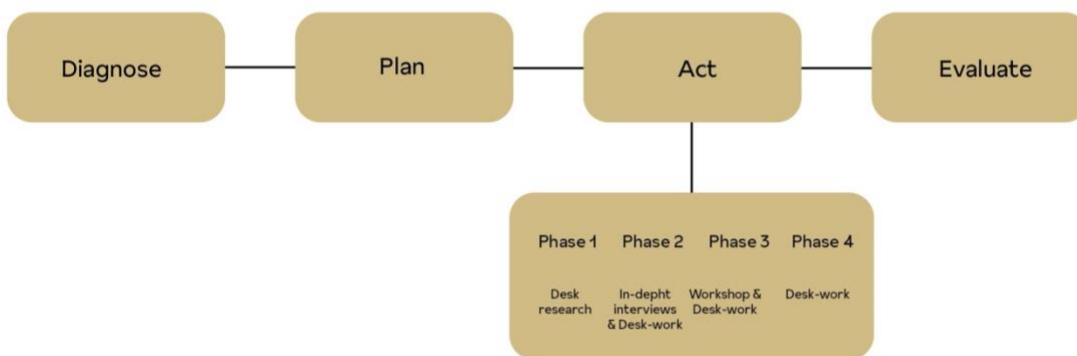 Diagnose
Plan
Act
Evaluate
Phase 1
Phase 2
Phase 3
Phase 4
Desk
research
In-depht
interviews
& Desk-work
Workshop &
Desk-work
Desk-work